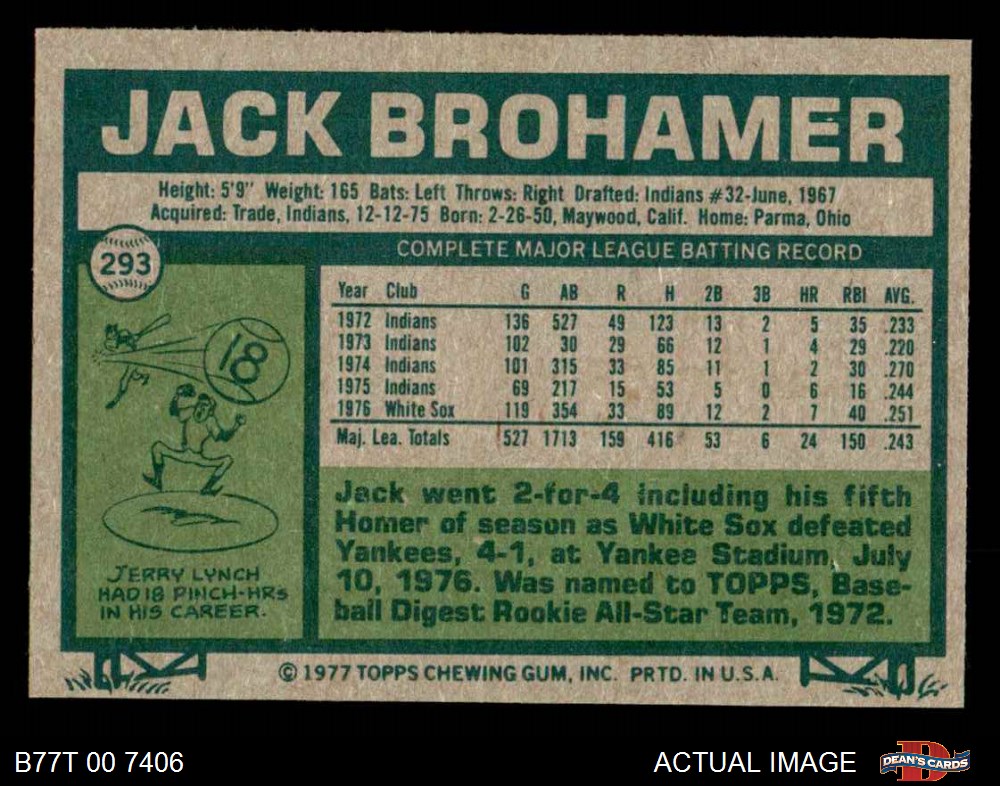 JACK BROHAMER
Height: 5'9" Weight: 165 Bats: Left Throws: Right Drafted: Indians #32-June, 1967
Acquired: Trade, Indians, 12-12-75 Born: 2-26-50, Maywood, Calif. Home: Parma, Ohio
293
COMPLETE MAJOR LEAGUE BATTING RECORD
Year Club G AB R H 2B 3B HR RBI AVG.
1972 Indians 136 527 49 123 13 2 5 35 .233
1973 Indians 102 30 29 66 12 1 4 29 .220
1974 Indians 101 315 33 85 11 1 2 30 .270
1975 Indians 69 217 15 53 5 0 6 16 .244
1976 White Sox 119 354 33 89 12 2 7 40 .251
Maj. Lea. Totals 527 1713 159 416 53 6 24 150 .243
18
JERRY LYNCH
HAD 18 PINCH-HRS
IN HIS CAREER.
Jack went 2-for-4 including his fifth
Homer of season as White Sox defeated
Yankees, 4-1, at Yankee Stadium, July
10, 1976. Was named to TOPPS, Base-
ball Digest Rookie All-Star Team, 1972.
© 1977 TOPPS CHEWING GUM, INC. PRTD. IN U.S.A.
B77T 00 7406
ACTUAL IMAGE
D
DEAN'S CARDS